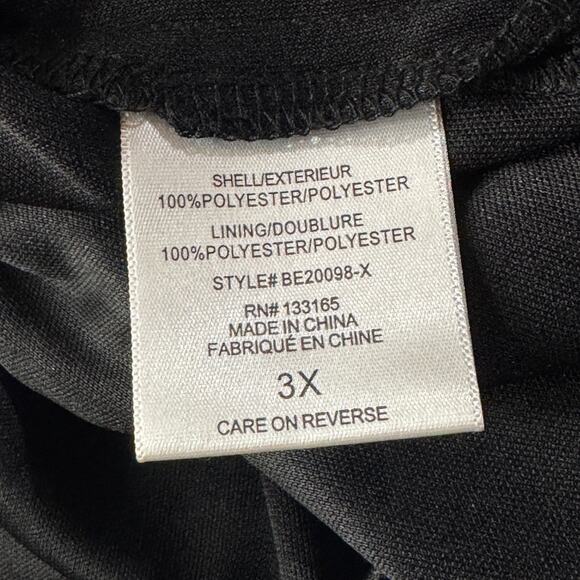 SHELL/EXTERIEUR
100%POLYESTER/POLYESTER
LINING/DOUBLURE
100%POLYESTER/POLYESTER
STYLE# BE20098-X
RN# 133165
MADE IN CHINA
FABRIQUÉ EN CHINE
3X
CARE ON REVERSE